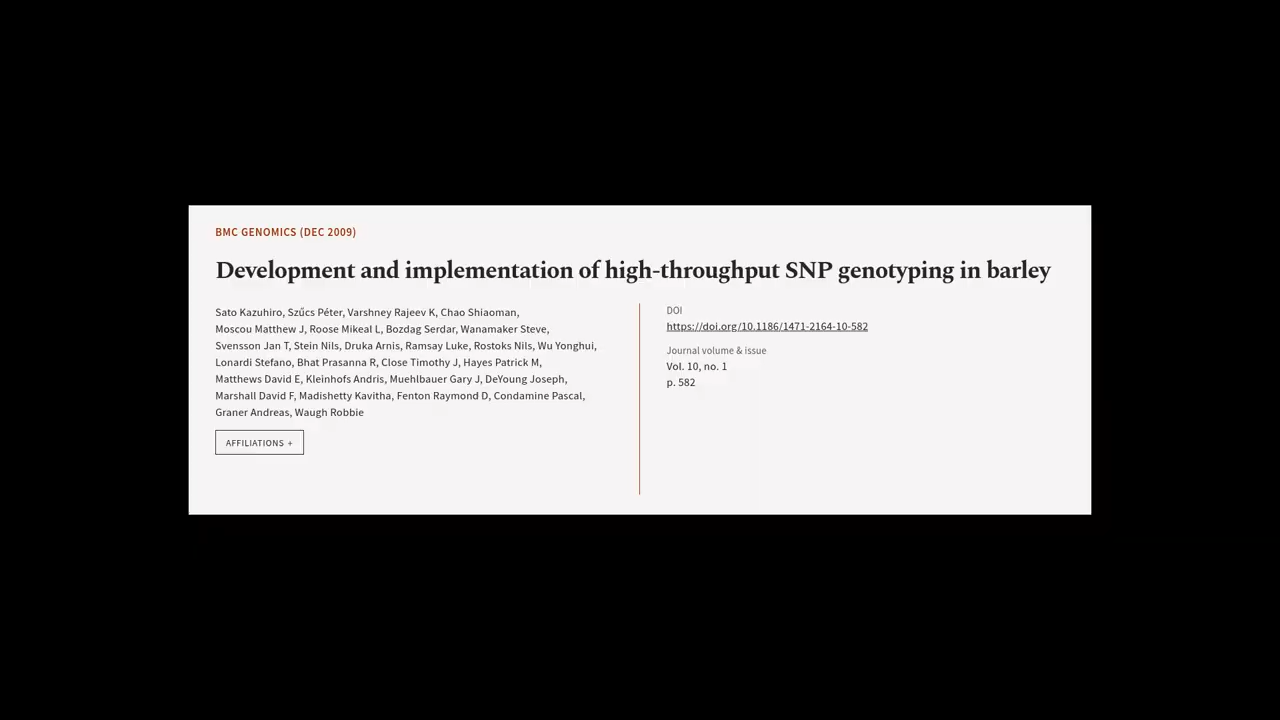 BMC GENOMICS (DEC 2009)
Development and implementation of high-throughput SNP genotyping in barley
Sato Kazuhiro, Szűcs Péter, Varshney Rajeev K, Chao Shiaoman,
Moscou Matthew J, Roose Mikeal L, Bozdag Serdar, Wanamaker Steve,
Svensson Jan T, Stein Nils, Druka Arnis, Ramsay Luke, Rostoks Nils, Wu Yonghui,
Lonardi Stefano, Bhat Prasanna R, Close Timothy J, Hayes Patrick M,
Matthews David E, Kleinhofs Andris, Muehlbauer Gary J, DeYoung Joseph,
Marshall David F, Madishetty Kavitha, Fenton Raymond D, Condamine Pascal,
Graner Andreas, Waugh Robbie
AFFILIATIONS +
DOI
https://doi.org/10.1186/1471-2164-10-582
Journal volume & issue
Vol. 10, no. 1
p. 582